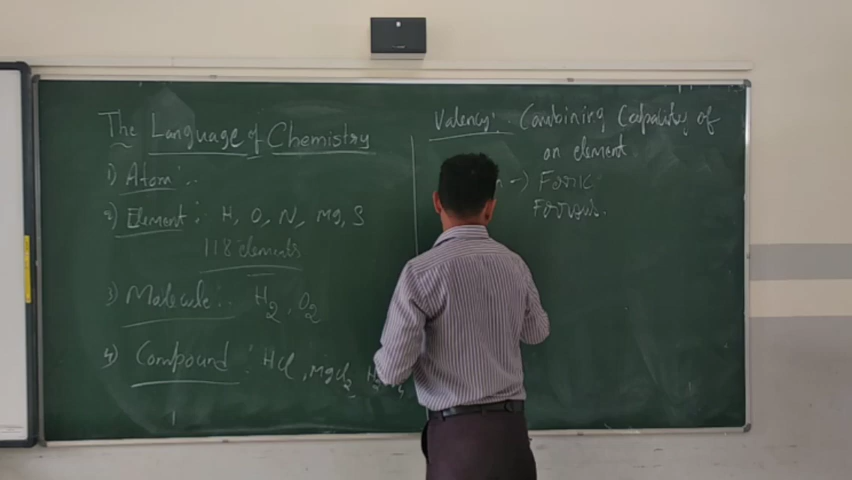 The Language of Chemistry
1) Atom :-
2) Element :- H, O, N, Mg, S
118 elements
3) Molecule :- H2, O2
4) Compound : HCl, MgCl2,
Valency :- Combining Capacity of
an element
-) Ferric
Ferrous.